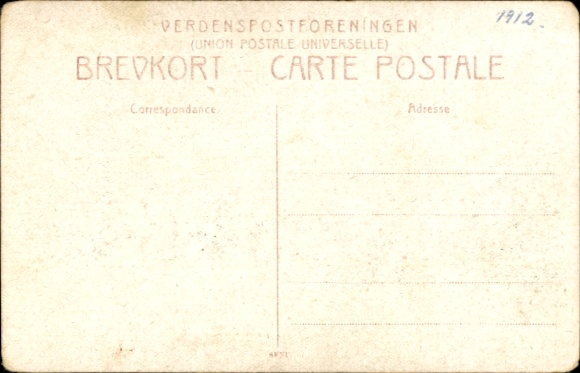 1912.
VERDENSPOSTFORENINGEN
(UNION POSTALE UNIVERSELLE)
BREVKORT – CARTE POSTALE
Correspondance.
Adresse